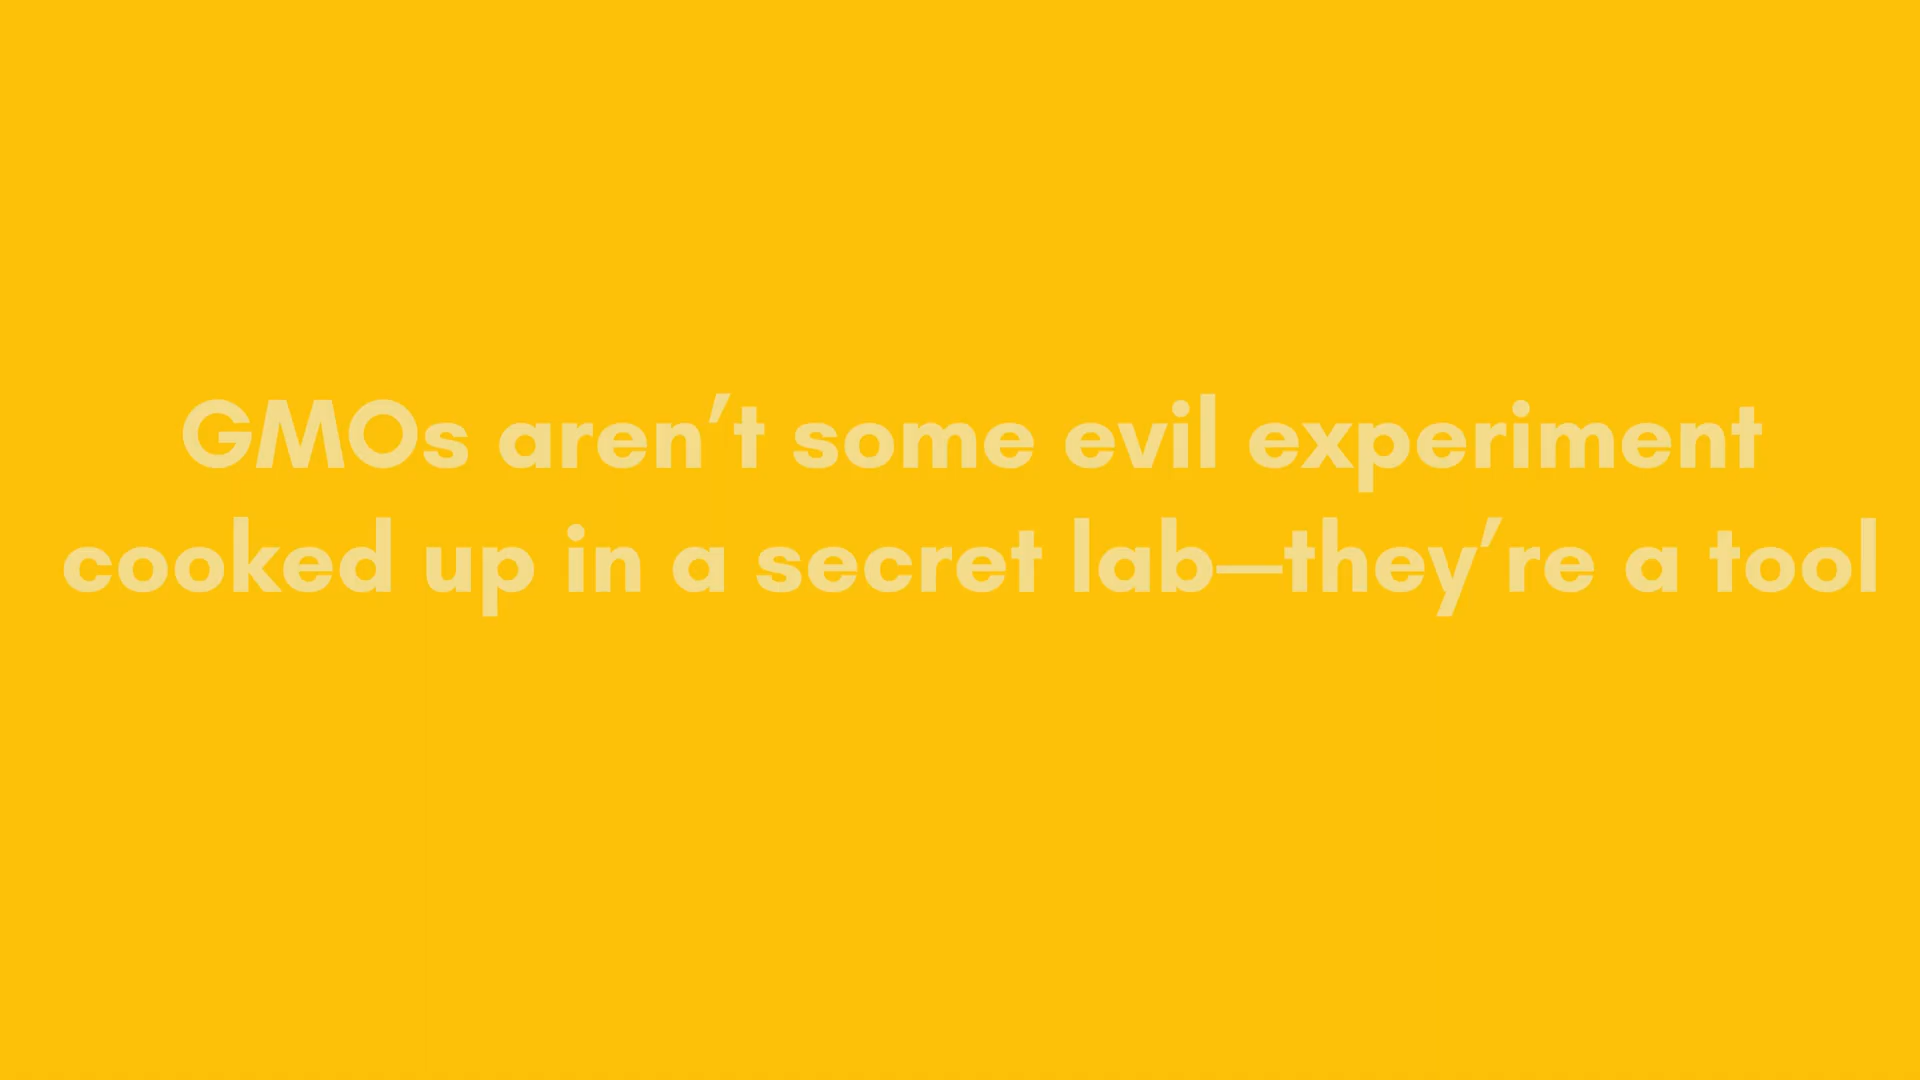 GMOs aren’t some evil experiment
cooked up in a secret lab—they’re a tool